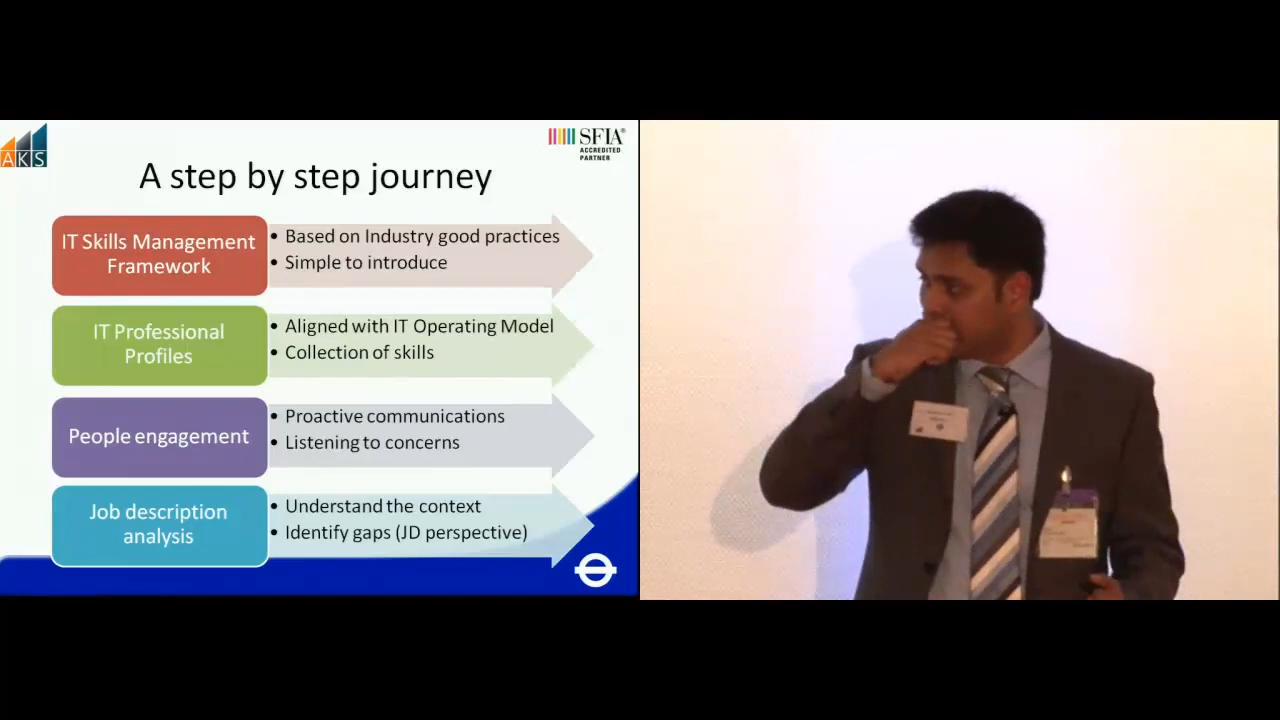 AKS
SFIA®
ACCREDITED
PARTNER
A step by step journey
IT Skills Management
Framework
• Based on Industry good practices
• Simple to introduce
IT Professional
Profiles
• Aligned with IT Operating Model
• Collection of skills
People engagement
• Proactive communications
• Listening to concerns
Job description
analysis
• Understand the context
• Identify gaps (JD perspective)